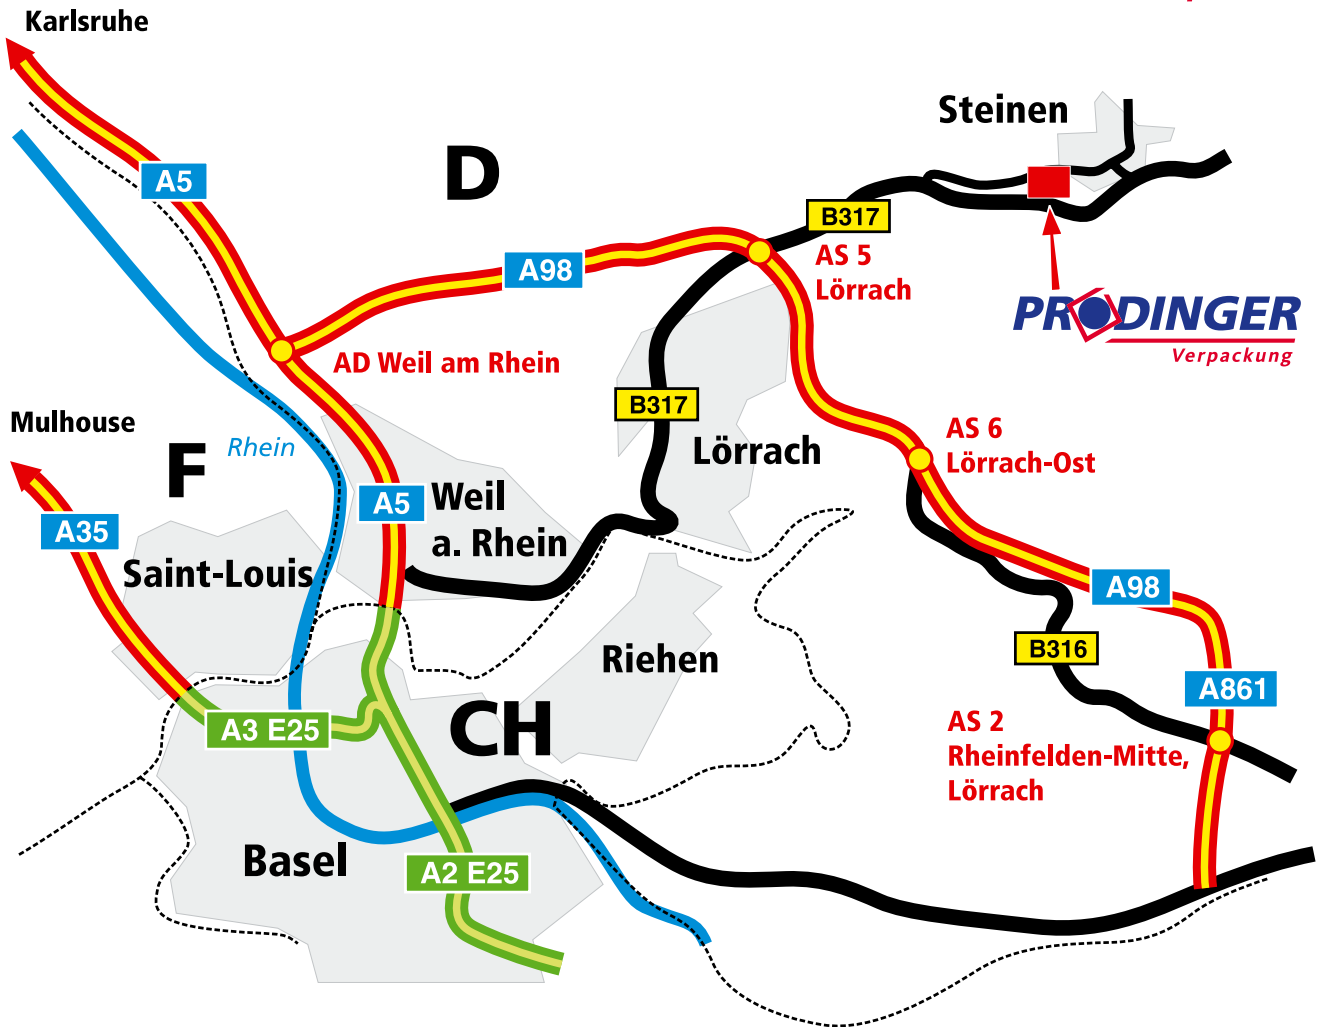 Karlsruhe
Steinen
D
A5
B317
A98
AS 5
Lörrach
PRODINGER
Verpackung
AD Weil am Rhein
B317
Mulhouse
F
Rhein
Lörrach
AS 6
Lörrach-Ost
A5
Weil
a. Rhein
A35
Saint-Louis
A98
Riehen
B316
A861
A3 E25
CH
AS 2
Rheinfelden-Mitte,
Lörrach
Basel
A2 E25